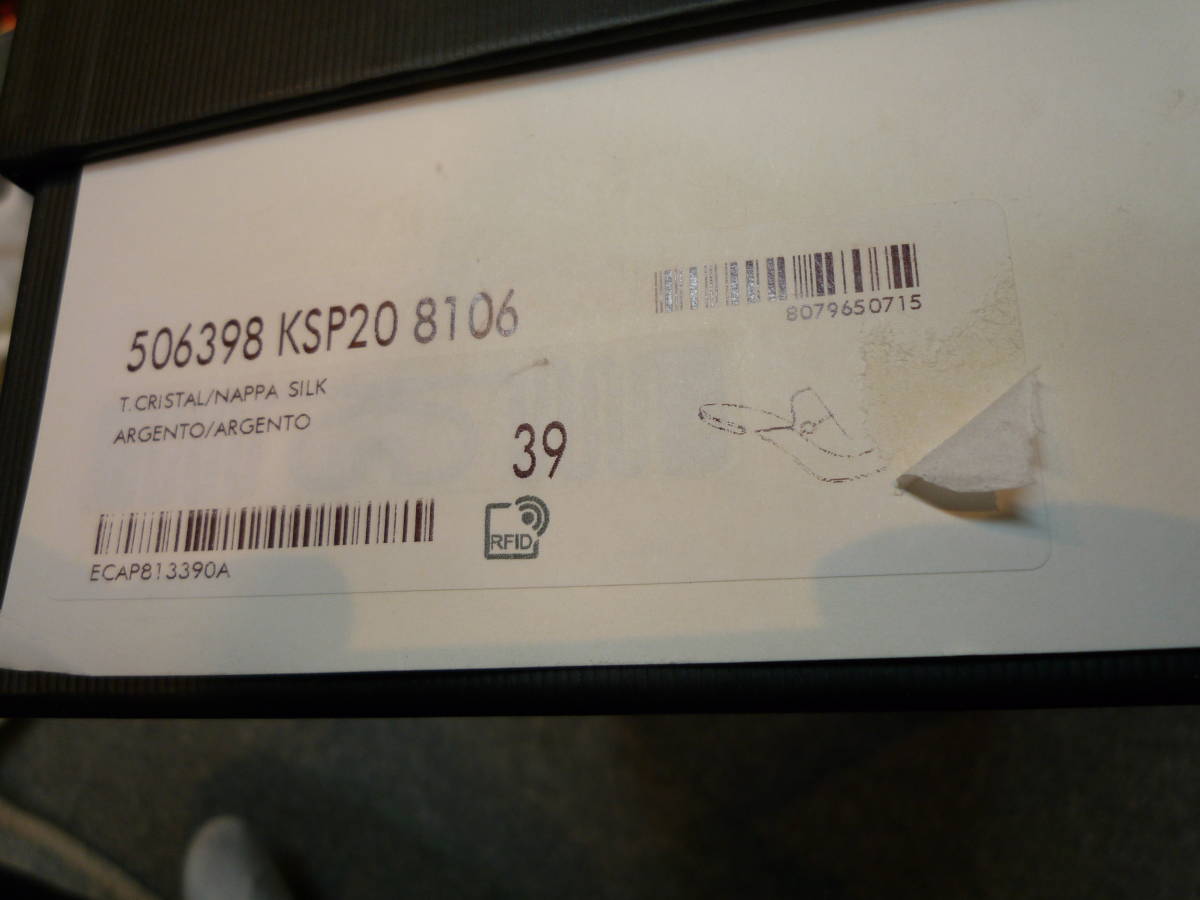 506398 KSP20 8106
T.CRISTAL/NAPPA SILK
ARGENTO/ARGENTO
39
8079650715
ECAP813390A
RFID